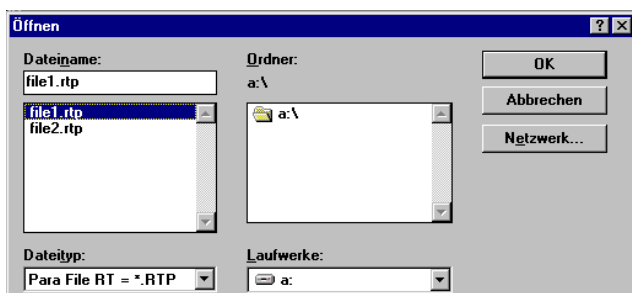 Öffnen
Dateiname:
file1.rtp
file1.rtp
file2.rtp
Dateityp:
Para File RT = *.RTP
Ordner:
a:\
a:\
Laufwerke:
a:
OK
Abbrechen
Netzwerk...